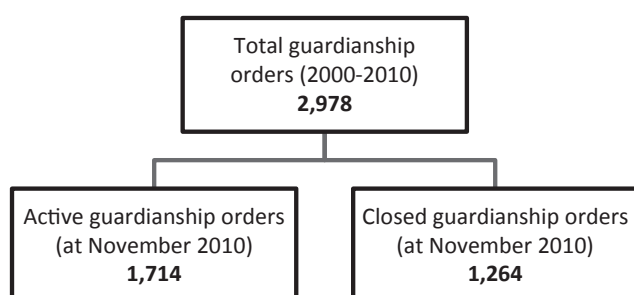 Total guardianship
orders (2000-2010)
2,978
Active guardianship orders
(at November 2010)
1,714
Closed guardianship orders
(at November 2010)
1,264